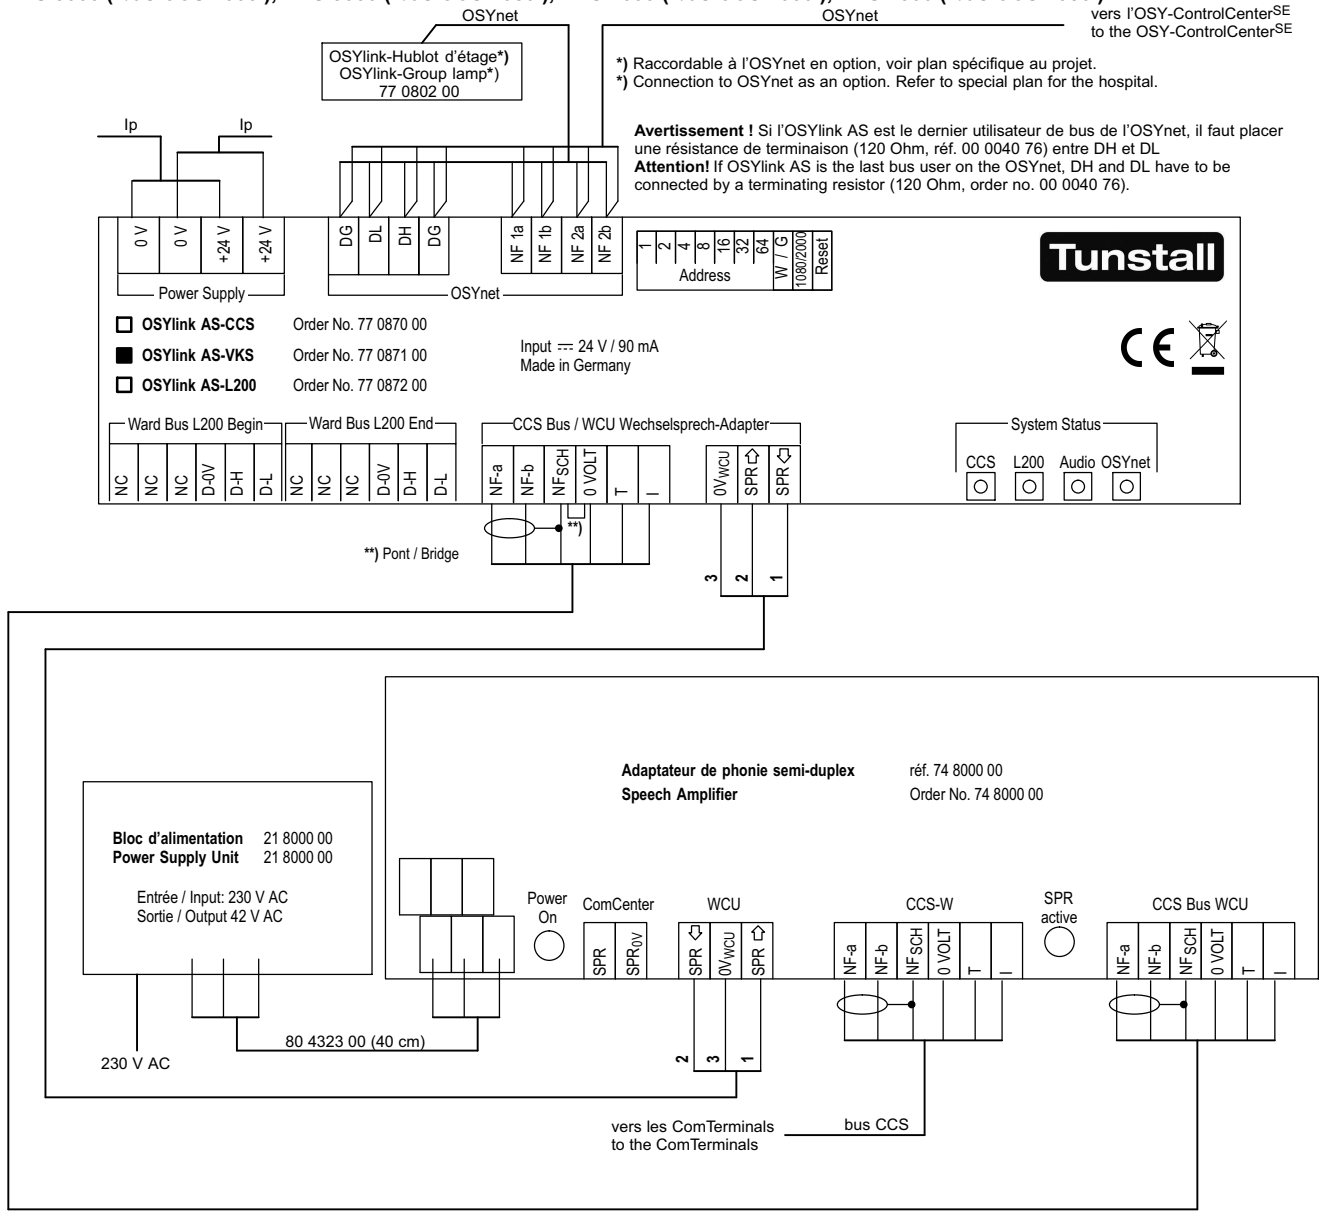 OSYnet
OSYnet
vers l'OSY-ControlCenterSE
to the OSY-ControlCenterSE
OSYlink-Hublot d'étage*)
OSYlink-Group lamp*)
77 0802 00
*) Raccordable à l'OSYnet en option, voir plan spécifique au projet.
*) Connection to OSYnet as an option. Refer to special plan for the hospital.
Ip
Ip
Avertissement ! Si l'OSYlink AS est le dernier utilisateur de bus de l'OSYnet, il faut placer
une résistance de terminaison (120 Ohm, réf. 00 0040 76) entre DH et DL
Attention! If OSYlink AS is the last bus user on the OSYnet, DH and DL have to be
connected by a terminating resistor (120 Ohm, order no. 00 0040 76).
0 V
0 V
+24 V
+24 V
Power Supply
DG
DL
DH
DG
NF 1a
NF 1b
NF 2a
NF 2b
OSYnet
1
2
4
8
16
32
64
Address
W / G
1080/2000
Reset
Tunstall
OSYlink AS-CCS Order No. 77 0870 00
OSYlink AS-VKS Order No. 77 0871 00
OSYlink AS-L200 Order No. 77 0872 00
Input 24 V / 90 mA
Made in Germany
CE
Ward Bus L200 Begin
NC
NC
NC
D-0V
D-H
D-L
Ward Bus L200 End
NC
NC
NC
D-0V
D-H
D-L
CCS Bus / WCU Wechselsprech-Adapter
NF-a
NF-b
NFSCH
0 VOLT
T
I
0VWCU
SPR
SPR
System Status
CCS L200 Audio OSYnet
**)
**) Pont / Bridge
3
2
1
Adaptateur de phonie semi-duplex réf. 74 8000 00
Speech Amplifier Order No. 74 8000 00
Bloc d'alimentation 21 8000 00
Power Supply Unit 21 8000 00
Entrée / Input: 230 V AC
Sortie / Output 42 V AC
Power
On
ComCenter
SPR
SPR0V
WCU
SPR
0VWCU
SPR
CCS-W
NF-a
NF-b
NFSCH
0 VOLT
T
I
SPR
active
CCS Bus WCU
NF-a
NF-b
NFSCH
0 VOLT
T
I
80 4323 00 (40 cm)
230 V AC
2
3
1
vers les ComTerminals
to the ComTerminals
bus CCS